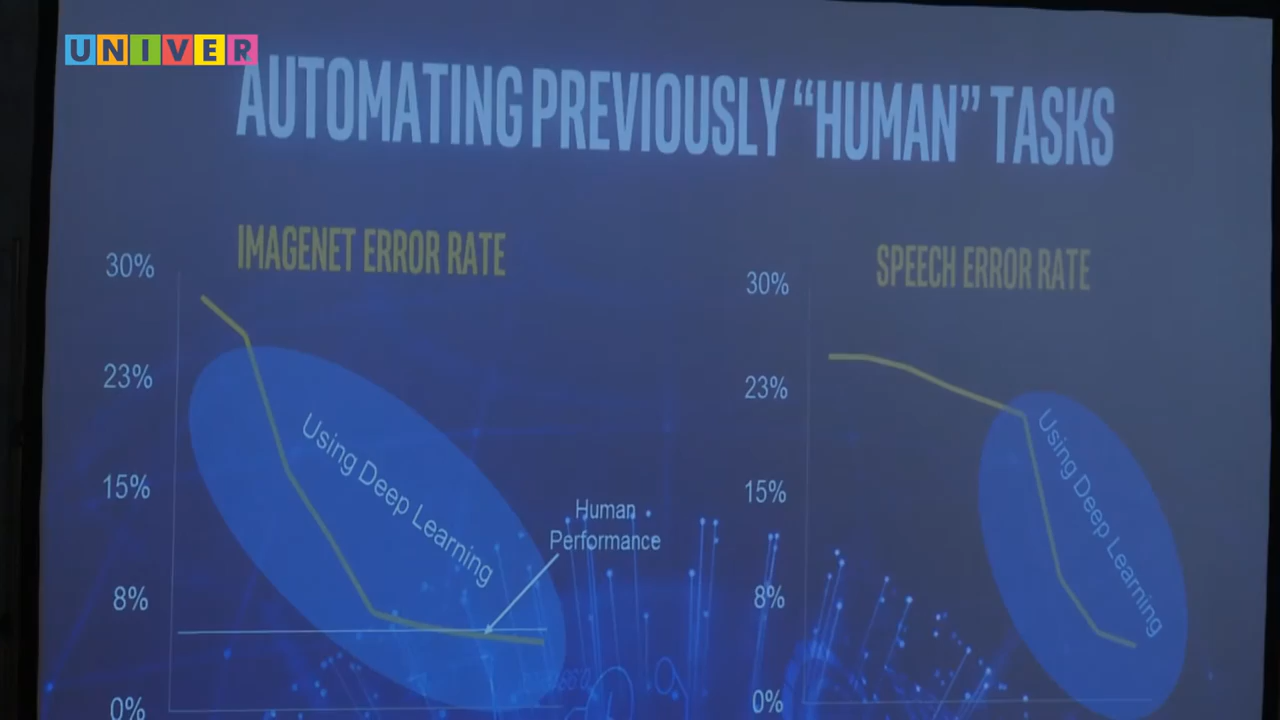 UNIVER
AUTOMATING PREVIOUSLY “HUMAN” TASKS
IMAGENET ERROR RATE
30%
23%
15%
8%
0%
Using Deep Learning
Human
Performance
SPEECH ERROR RATE
30%
23%
15%
8%
0%
Using Deep Learning